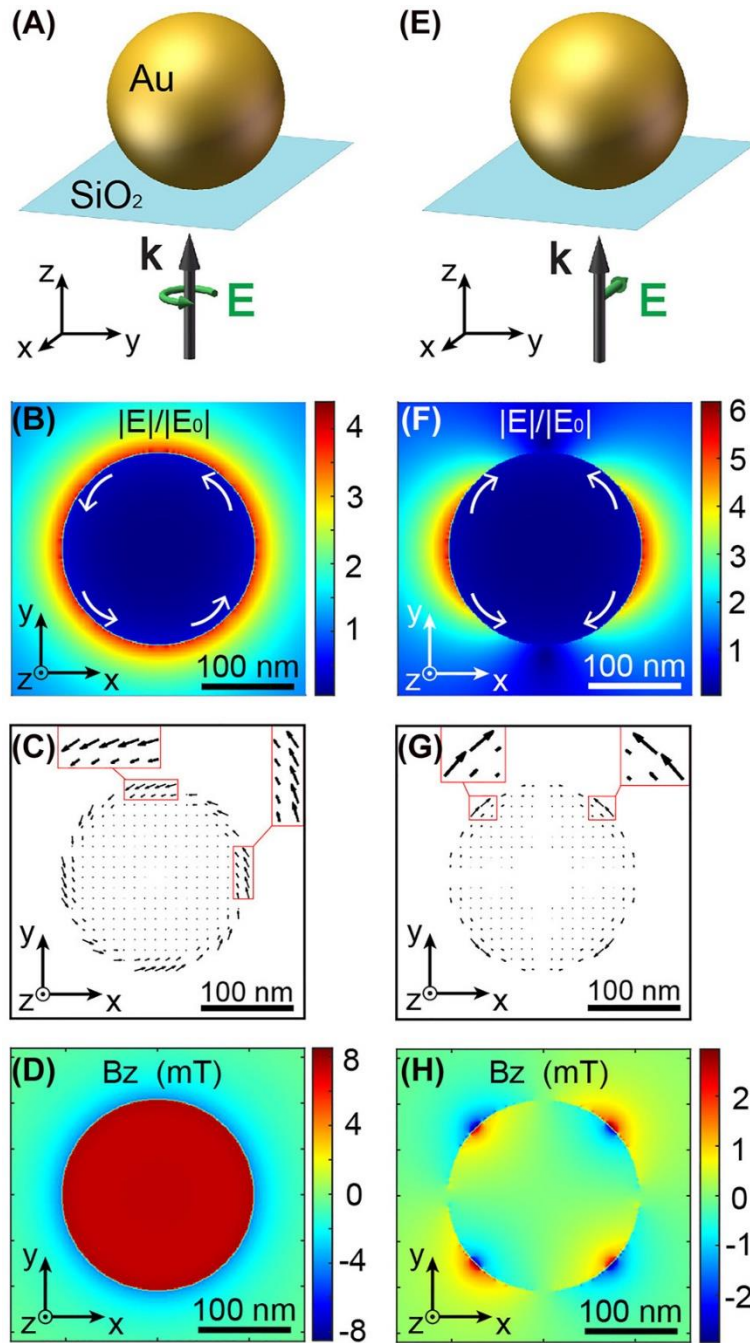 (A)
Au
SiO₂
k
E
z
x
y
(E)
k
E
z
x
y
(B)
|E|/|E₀|
4
3
2
1
y
z
x
100 nm
(F)
|E|/|E₀|
6
5
4
3
2
1
y
z
x
100 nm
(C)
y
z
x
100 nm
(G)
y
z
x
100 nm
(D)
Bz (mT)
8
4
0
-4
-8
y
z
x
100 nm
(H)
Bz (mT)
2
1
0
-1
-2
y
z
x
100 nm